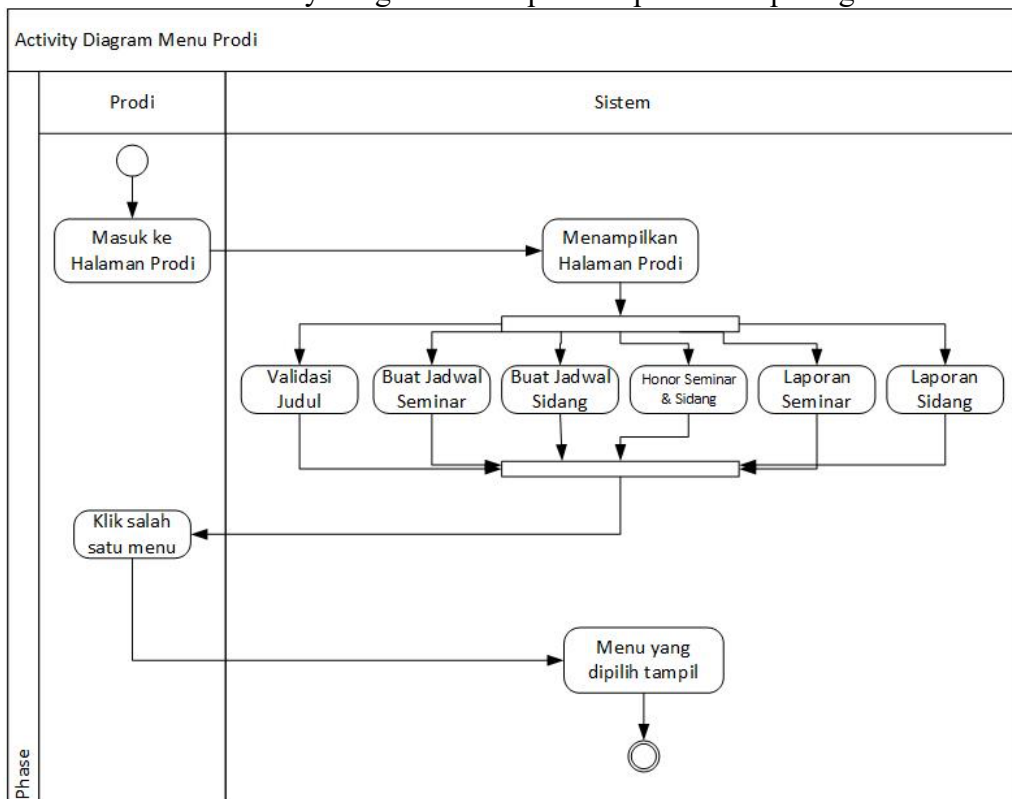 Activity Diagram Menu Prodi
Prodi
Sistem
Masuk ke
Halaman Prodi
Menampilkan
Halaman Prodi
Validasi
Judul
Buat Jadwal
Seminar
Buat Jadwal
Sidang
Honor Seminar
& Sidang
Laporan
Seminar
Laporan
Sidang
Klik salah
satu menu
Menu yang
dipilih tampil
Phase